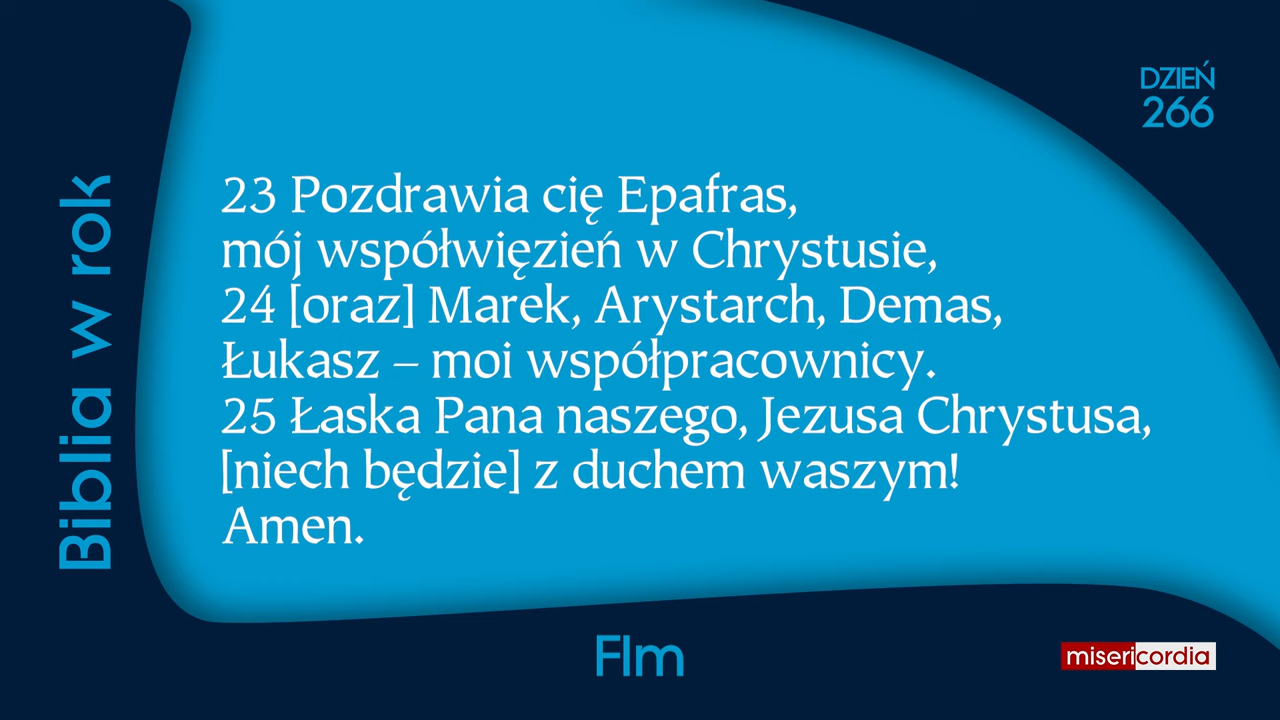 DZIEŃ
266
Biblia w rok
23 Pozdrawia cię Epafras,
mój współwięzień w Chrystusie,
24 [oraz] Marek, Arystarch, Demas,
Łukasz – moi współpracownicy.
25 Łaska Pana naszego, Jezusa Chrystusa,
[niech będzie] z duchem waszym!
Amen.
Flm
misericordia